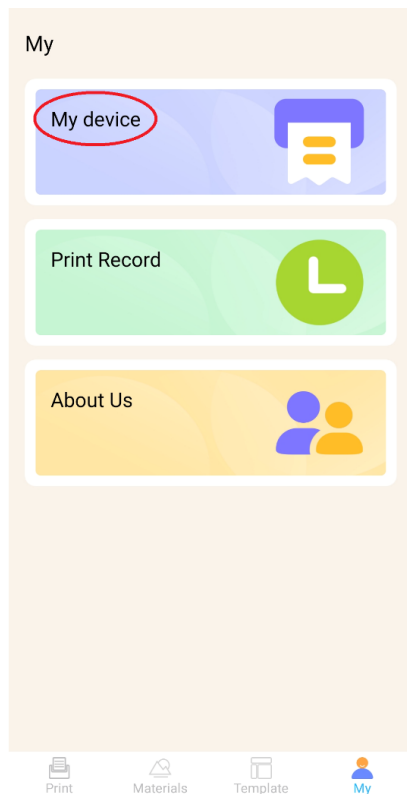 My
My device
Print Record
About Us
Print Materials Template My